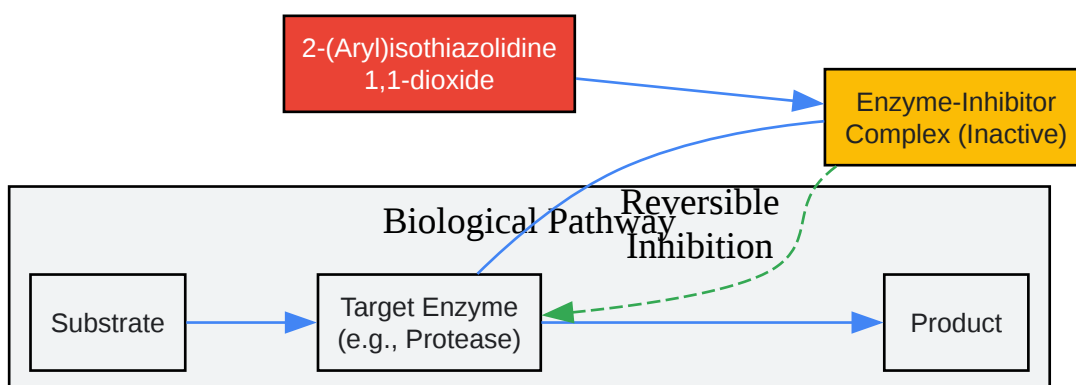 2-(Aryl)isothiazolidine
1,1-dioxide
Enzyme-Inhibitor
Complex (Inactive)
Biological Pathway
Reversible
Inhibition
Substrate
Target Enzyme
(e.g., Protease)
Product